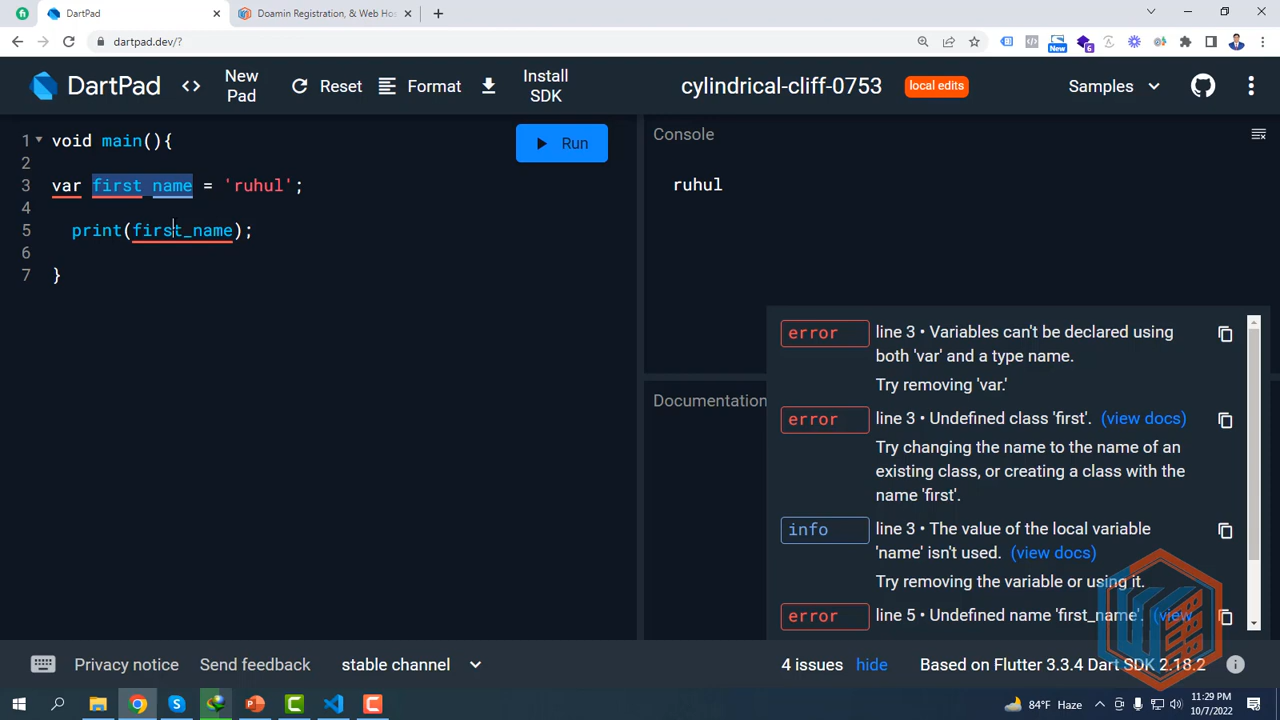 DartPad
Doamin Registration, & Web Hos
dartpad.dev/?
New
6
DartPad
<> New Pad
Reset
Format
Install SDK
cylindrical-cliff-0753
local edits
Samples
1 void main(){
2
3 var first name = 'ruhul';
4
5 print(first_name);
6
7 }
Run
Console
ruhul
Documentation
error line 3 • Variables can't be declared using
both 'var' and a type name.
Try removing 'var.'
error line 3 • Undefined class 'first'. (view docs)
Try changing the name to the name of an
existing class, or creating a class with the
name 'first'.
info line 3 • The value of the local variable
'name' isn't used. (view docs)
Try removing the variable or using it.
error line 5 • Undefined name 'first_name'. (view
Privacy notice
Send feedback
stable channel
4 issues hide
Based on Flutter 3.3.4 Dart SDK 2.18.2
84°F Haze
11:29 PM
10/7/2022